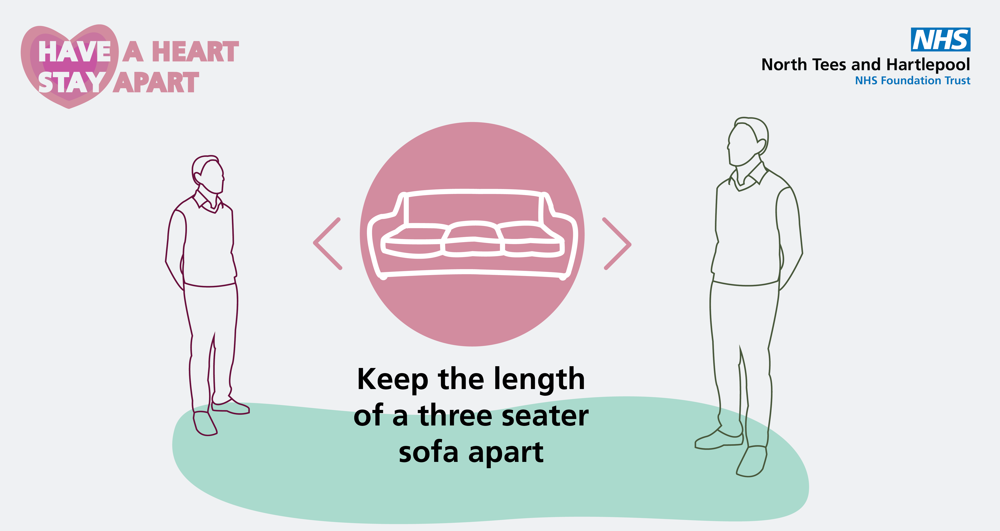 HAVE A HEART
STAY APART
NHS
North Tees and Hartlepool
NHS Foundation Trust
Keep the length
of a three seater
sofa apart